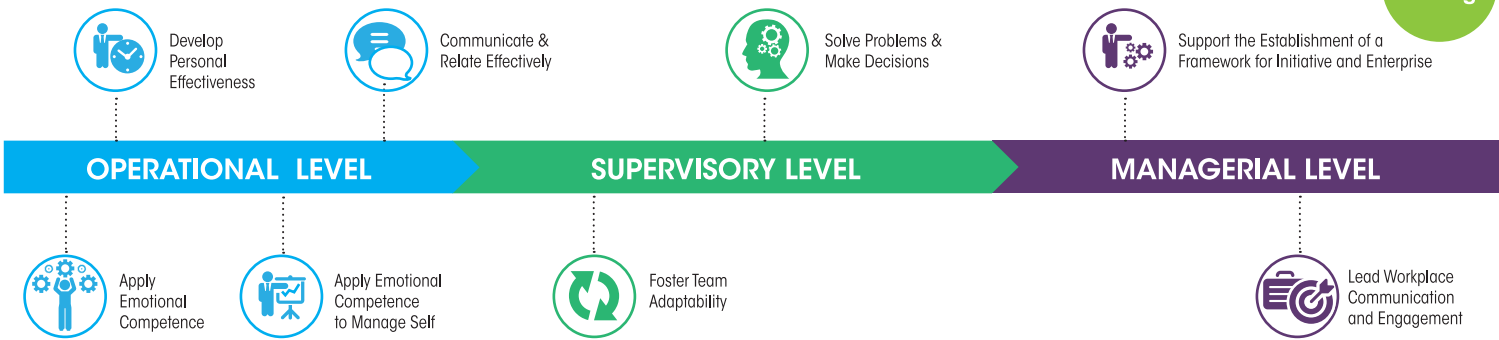 Develop
Personal
Effectiveness
Communicate &
Relate Effectively
Solve Problems &
Make Decisions
Support the Establishment of a
Framework for Initiative and Enterprise
OPERATIONAL LEVEL
SUPERVISORY LEVEL
MANAGERIAL LEVEL
Apply
Emotional
Competence
Apply Emotional
Competence
to Manage Self
Foster Team
Adaptability
Lead Workplace
Communication
and Engagement